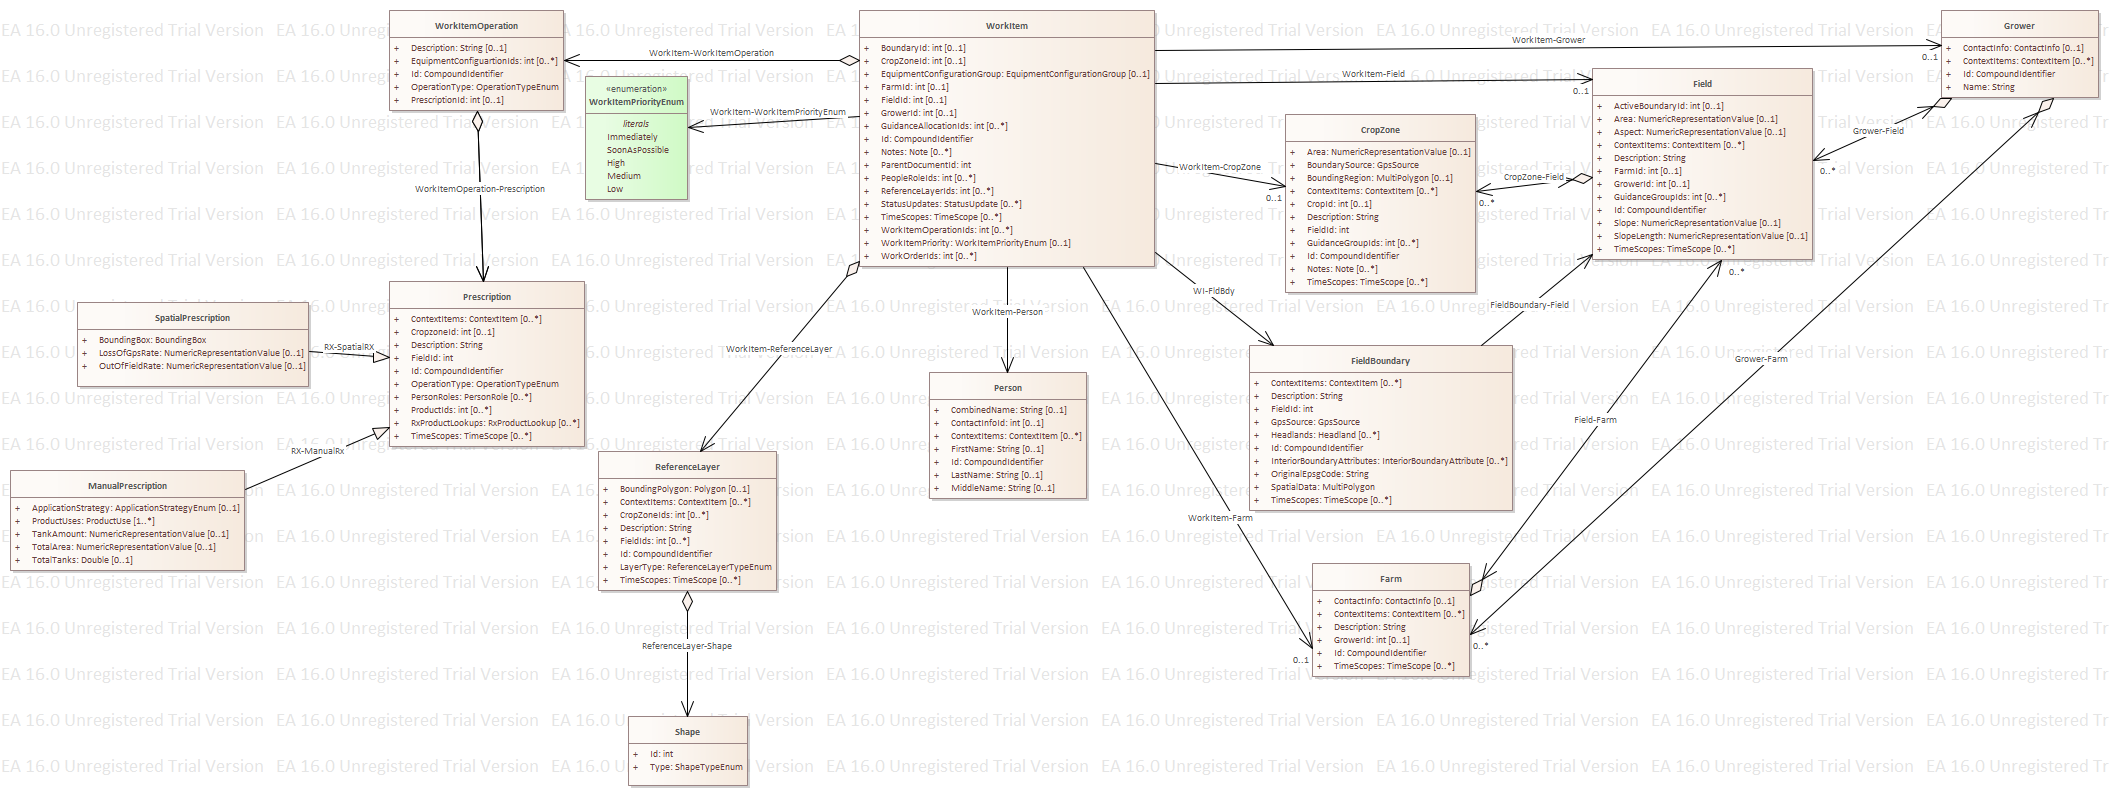 WorkItemOperation
+ Description: String [0..1]
+ EquipmentConfiguartionIds: int [0..*]
+ Id: CompoundIdentifier
+ OperationType: OperationTypeEnum
+ PrescriptionId: int [0..1]
WorkItem-WorkItemOperation
«enumeration»
WorkItemPriorityEnum
literals
Immediately
SoonAsPossible
High
Medium
Low
WorkItem-WorkItemPriorityEnum
WorkItem
+ BoundaryId: int [0..1]
+ CropZoneId: int [0..1]
+ EquipmentConfigurationGroup: EquipmentConfigurationGroup [0..1]
+ FarmId: int [0..1]
+ FieldId: int [0..1]
+ GrowerId: int [0..1]
+ GuidanceAllocationIds: int [0..*]
+ Id: CompoundIdentifier
+ Notes: Note [0..*]
+ ParentDocumentId: int
+ PeopleRoleIds: int [0..*]
+ ReferenceLayerIds: int [0..*]
+ StatusUpdates: StatusUpdate [0..*]
+ TimeScopes: TimeScope [0..*]
+ WorkItemOperationIds: int [0..*]
+ WorkItemPriority: WorkItemPriorityEnum [0..1]
+ WorkOrderIds: int [0..*]
WorkItem-Grower
0..1
WorkItem-Field
0..1
Grower
+ ContactInfo: ContactInfo [0..1]
+ ContextItems: ContextItem [0..*]
+ Id: CompoundIdentifier
+ Name: String
Field
+ ActiveBoundaryId: int [0..1]
+ Area: NumericRepresentationValue [0..1]
+ Aspect: NumericRepresentationValue [0..1]
+ ContextItems: ContextItem [0..*]
+ Description: String
+ FarmId: int [0..1]
+ GrowerId: int [0..1]
+ GuidanceGroupIds: int [0..*]
+ Id: CompoundIdentifier
+ Slope: NumericRepresentationValue [0..1]
+ SlopeLength: NumericRepresentationValue [0..1]
+ TimeScopes: TimeScope [0..*]
Grower-Field
0..*
CropZone
+ Area: NumericRepresentationValue [0..1]
+ BoundarySource: GpsSource
+ BoundingRegion: MultiPolygon [0..1]
+ ContextItems: ContextItem [0..*]
+ CropId: int [0..1]
+ Description: String
+ FieldId: int
+ GuidanceGroupIds: int [0..*]
+ Id: CompoundIdentifier
+ Notes: Note [0..*]
+ TimeScopes: TimeScope [0..*]
WorkItem-CropZone
0..1
CropZone-Field
0..*
WorkItemOperation-Prescription
Prescription
+ ContextItems: ContextItem [0..*]
+ CropzoneId: int [0..1]
+ Description: String
+ FieldId: int
+ Id: CompoundIdentifier
+ OperationType: OperationTypeEnum
+ PersonRoles: PersonRole [0..*]
+ ProductIds: int [0..*]
+ RxProductLookups: RxProductLookup [0..*]
+ TimeScopes: TimeScope [0..*]
SpatialPrescription
+ BoundingBox: BoundingBox
+ LossOfGpsRate: NumericRepresentationValue [0..1]
+ OutOfFieldRate: NumericRepresentationValue [0..1]
RX-SpatialRX
RX-ManualRx
ManualPrescription
+ ApplicationStrategy: ApplicationStrategyEnum [0..1]
+ ProductUses: ProductUse [1..*]
+ TankAmount: NumericRepresentationValue [0..1]
+ TotalArea: NumericRepresentationValue [0..1]
+ TotalTanks: Double [0..1]
WorkItem-ReferenceLayer
ReferenceLayer
+ BoundingPolygon: Polygon [0..1]
+ ContextItems: ContextItem [0..*]
+ CropZoneIds: int [0..*]
+ Description: String
+ FieldIds: int [0..*]
+ Id: CompoundIdentifier
+ LayerType: ReferenceLayerTypeEnum
+ TimeScopes: TimeScope [0..*]
ReferenceLayer-Shape
Shape
+ Id: int
+ Type: ShapeTypeEnum
WorkItem-Person
Person
+ CombinedName: String [0..1]
+ ContactInfoId: int [0..1]
+ ContextItems: ContextItem [0..*]
+ FirstName: String [0..1]
+ Id: CompoundIdentifier
+ LastName: String [0..1]
+ MiddleName: String [0..1]
WI-FldBdy
FieldBoundary-Field
0..*
FieldBoundary
+ ContextItems: ContextItem [0..*]
+ Description: String
+ FieldId: int
+ GpsSource: GpsSource
+ Headlands: Headland [0..*]
+ Id: CompoundIdentifier
+ InteriorBoundaryAttributes: InteriorBoundaryAttribute [0..*]
+ OriginalEpsgCode: String
+ SpatialData: MultiPolygon
+ TimeScopes: TimeScope [0..*]
Grower-Farm
Field-Farm
WorkItem-Farm
0..1
0..*
Farm
+ ContactInfo: ContactInfo [0..1]
+ ContextItems: ContextItem [0..*]
+ Description: String
+ GrowerId: int [0..1]
+ Id: CompoundIdentifier
+ TimeScopes: TimeScope [0..*]
EA 16.0 Unregistered Trial Version